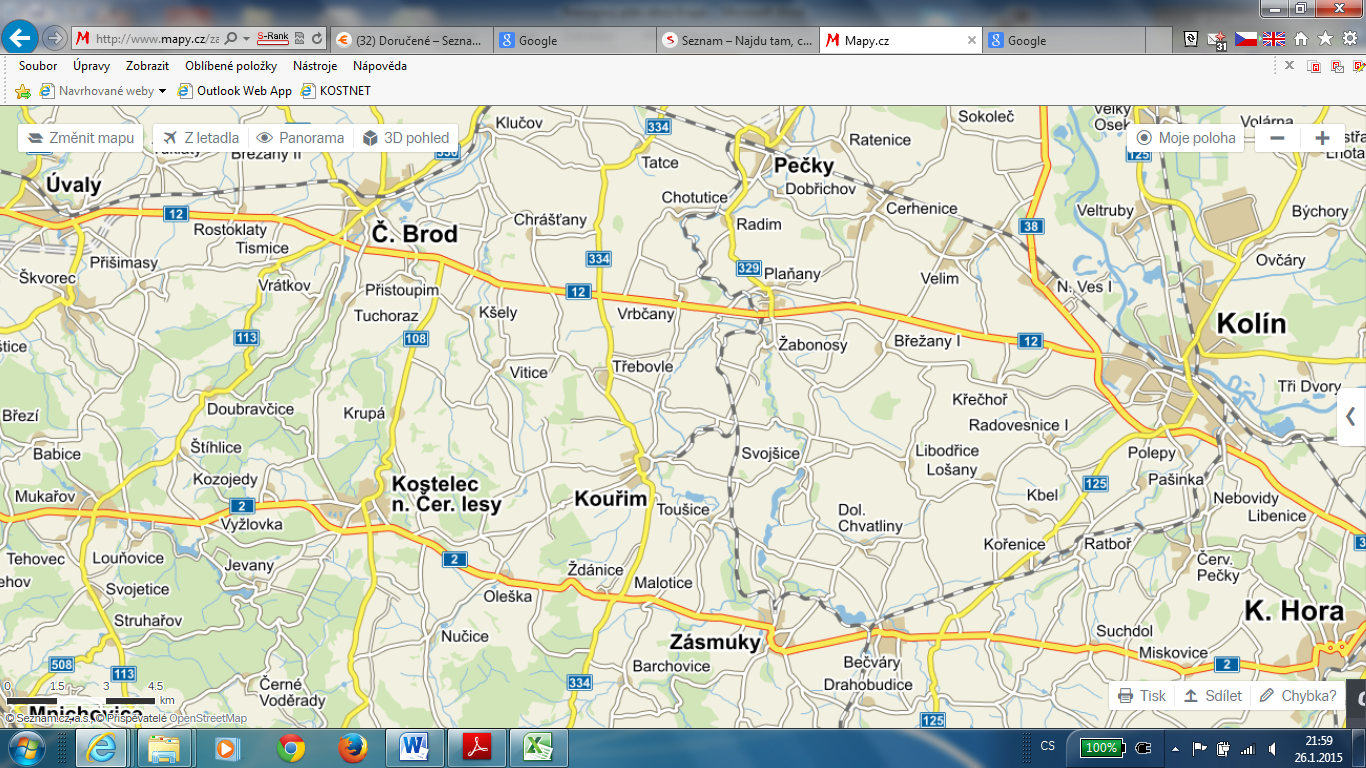 http://www.mapy.cz/za
S-Rank
(32) Doručené – Sezna...
Google
Seznam – Najdu tam, c...
Mapy.cz
Google
31
Soubor Úpravy Zobrazit Oblíbené položky Nástroje Nápověda
Navrhované weby Outlook Web App KOSTNET
Změnit mapu
Z letadla
Panorama
3D pohled
Moje poloha
Klučov
334
Tatce
Pečky
Ratenice
Sokoleč
Velký
Osek
Volárna
125
Břežany II
Úvaly
12
Rostoklaty
Tismice
Č. Brod
Chrášťany
Chotutice
Dobřichov
Radim
Cerhenice
Veltruby
Býchory
38
Škvorec
Přišimasy
Vrátkov
Přistoupim
334
329
Plaňany
Velim
N. Ves I
Ovčáry
12
Tuchoraz
Kšely
Vrbčany
Kolín
113
108
Žabonosy
Břežany I
12
Vitice
Třebovle
Tři Dvory
Březí
Doubravčice
Krupá
Křečhoř
Radovesnice I
Babice
Štíhlice
Svojšice
Libodřice
Lošany
Polepy
Mukařov
Kozojedy
Kostelec
n. Čer. lesy
Kouřim
125
Pašinka
2
Vyžlovka
Toušice
Dol.
Chvatliny
Kbel
Nebovidy
Libenice
Tehovec
Louňovice
Jevany
2
Ždánice
Malotice
Kořenice
Ratboř
Červ.
Pečky
Svojetice
Oleška
Struhařov
K. Hora
Nučice
Zásmuky
Suchdol
Miskovice
508
113
Barchovice
Bečváry
Drahobudice
2
Černé
Voděrady
334
125
0 1.5 3 4.5
km
Mnichovice
© Seznam.cz, a.s., © Přispěvatelé OpenStreetMap
Tisk
Sdílet
Chybka?
CS
100%
21:59
26.1.2015